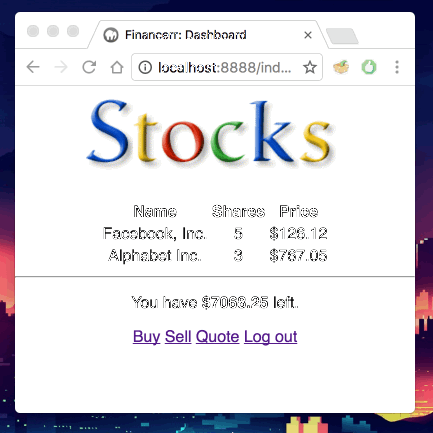 Financerr: Dashboard
localhost:8888/ind...
Stocks
Name Shares Price
Facebook, Inc. 5 $126.12
Alphabet Inc. 3 $767.05
You have $7063.25 left.
Buy Sell Quote Log out